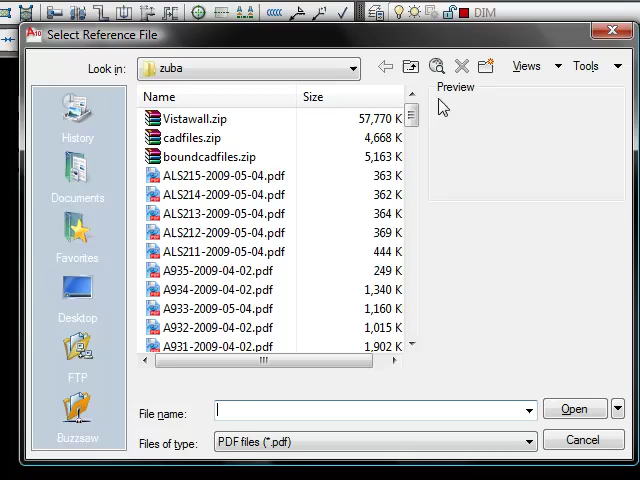 DIM
A10 Select Reference File
Look in: zuba Views Tools
Name Size Preview
Vistawall.zip 57,770 K
cadfiles.zip 4,668 K
boundcadfiles.zip 5,163 K
ALS215-2009-05-04.pdf 363 K
ALS214-2009-05-04.pdf 362 K
ALS213-2009-05-04.pdf 364 K
ALS212-2009-05-04.pdf 369 K
ALS211-2009-05-04.pdf 444 K
A935-2009-04-02.pdf 249 K
A934-2009-04-02.pdf 1,340 K
A933-2009-05-04.pdf 1,160 K
A932-2009-04-02.pdf 1,015 K
A931-2009-04-02.pdf 1,902 K
History
Documents
Favorites
Desktop
FTP
Buzzsaw
File name: Open
Files of type: PDF files (*.pdf) Cancel